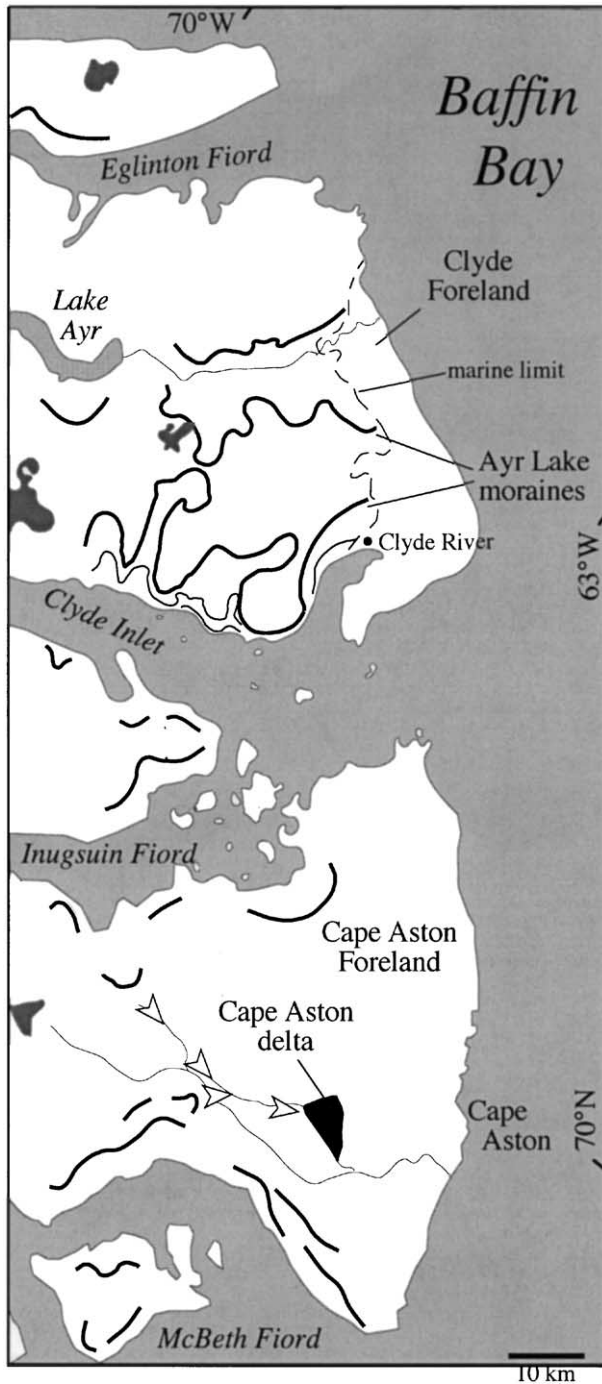 70°W
Baffin
Bay
Eglinton Fiord
Clyde
Foreland
Lake
Ayr
marine limit
Ayr Lake
moraines
Clyde River
63°W
Clyde Inlet
Inugsuin Fiord
Cape Aston
Foreland
Cape Aston
delta
Cape
Aston
70°N
McBeth Fiord
10 km